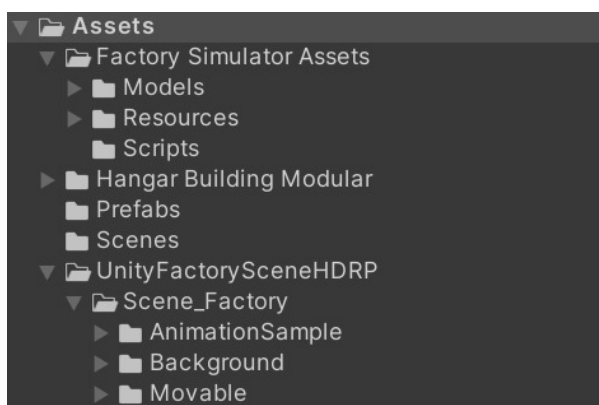 Assets
Factory Simulator Assets
Models
Resources
Scripts
Hangar Building Modular
Prefabs
Scenes
UnityFactorySceneHDRP
Scene_Factory
AnimationSample
Background
Movable